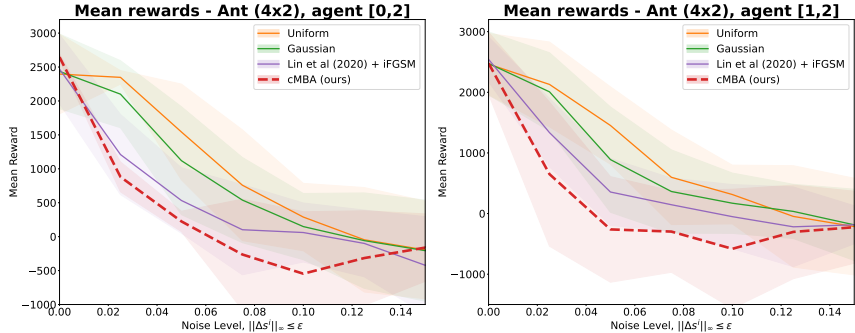 Mean rewards - Ant (4x2), agent [0,2]
Uniform
Gaussian
Lin et al (2020) + iFGSM
cMBA (ours)
3000
2500
2000
1500
1000
500
0
−500
−1000
Mean Reward
0.00 0.02 0.04 0.06 0.08 0.10 0.12 0.14
Noise Level, ||Δsⁱ||∞ ≤ ε
Mean rewards - Ant (4x2), agent [1,2]
Uniform
Gaussian
Lin et al (2020) + iFGSM
cMBA (ours)
3000
2000
1000
0
−1000
Mean Reward
0.00 0.02 0.04 0.06 0.08 0.10 0.12 0.14
Noise Level, ||Δsⁱ||∞ ≤ ε